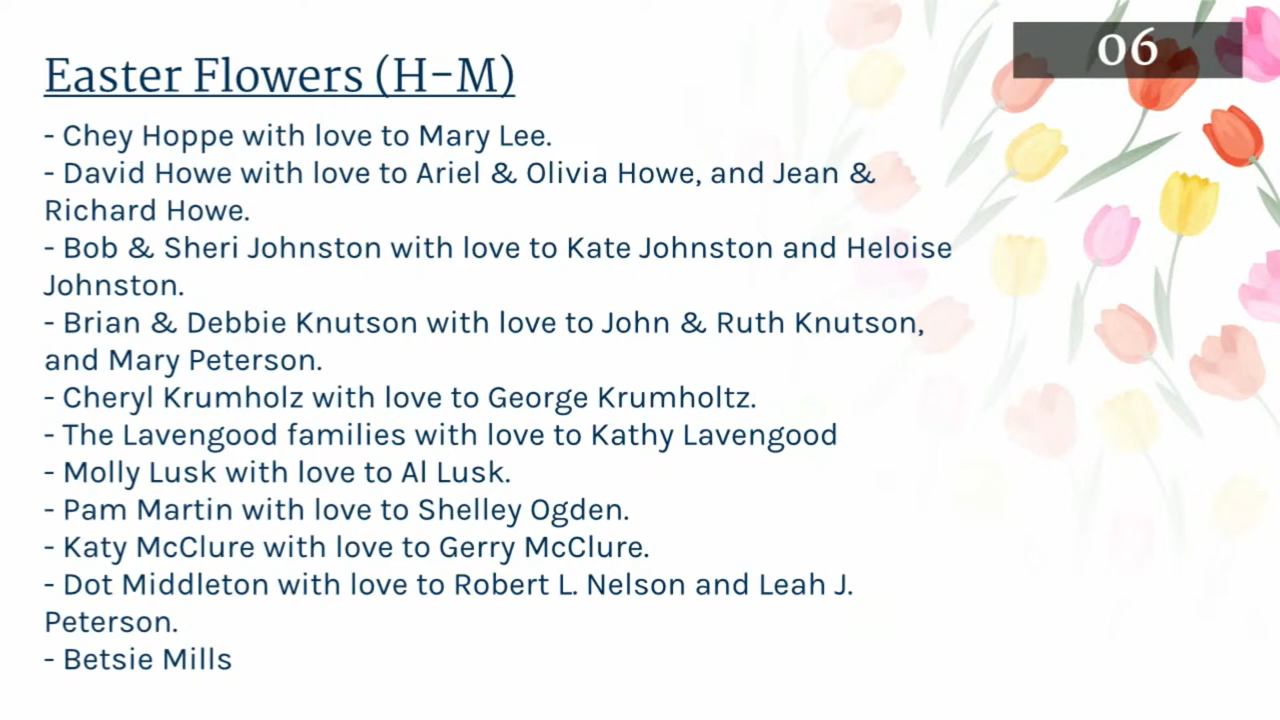 06
Easter Flowers (H-M)
- Chey Hoppe with love to Mary Lee.
- David Howe with love to Ariel & Olivia Howe, and Jean &
Richard Howe.
- Bob & Sheri Johnston with love to Kate Johnston and Heloise
Johnston.
- Brian & Debbie Knutson with love to John & Ruth Knutson,
and Mary Peterson.
- Cheryl Krumholz with love to George Krumholtz.
- The Lavengood families with love to Kathy Lavengood
- Molly Lusk with love to Al Lusk.
- Pam Martin with love to Shelley Ogden.
- Katy McClure with love to Gerry McClure.
- Dot Middleton with love to Robert L. Nelson and Leah J.
Peterson.
- Betsie Mills